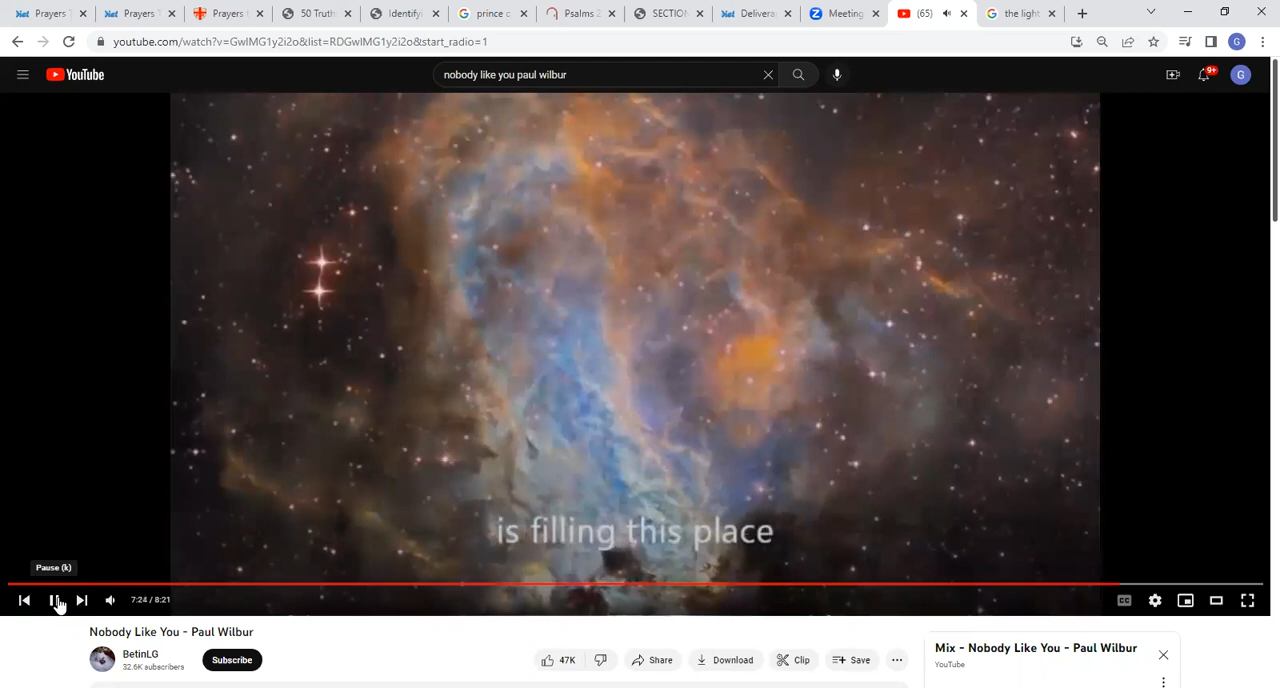 Prayers T
Prayers T
Prayers t
50 Truth
Identify
prince o
Psalms 2
SECTION
Delivera
Meeting
(65)
the light
youtube.com/watch?v=GwIMG1y2i2o&list=RDGwIMG1y2i2o&start_radio=1
G
YouTube
nobody like you paul wilbur
9+
G
is filling this place
Pause (k)
7:24 / 8:21
CC
Nobody Like You - Paul Wilbur
BetinLG
32.6K subscribers
Subscribe
47K
Share
Download
Clip
Save
Mix - Nobody Like You - Paul Wilbur
YouTube